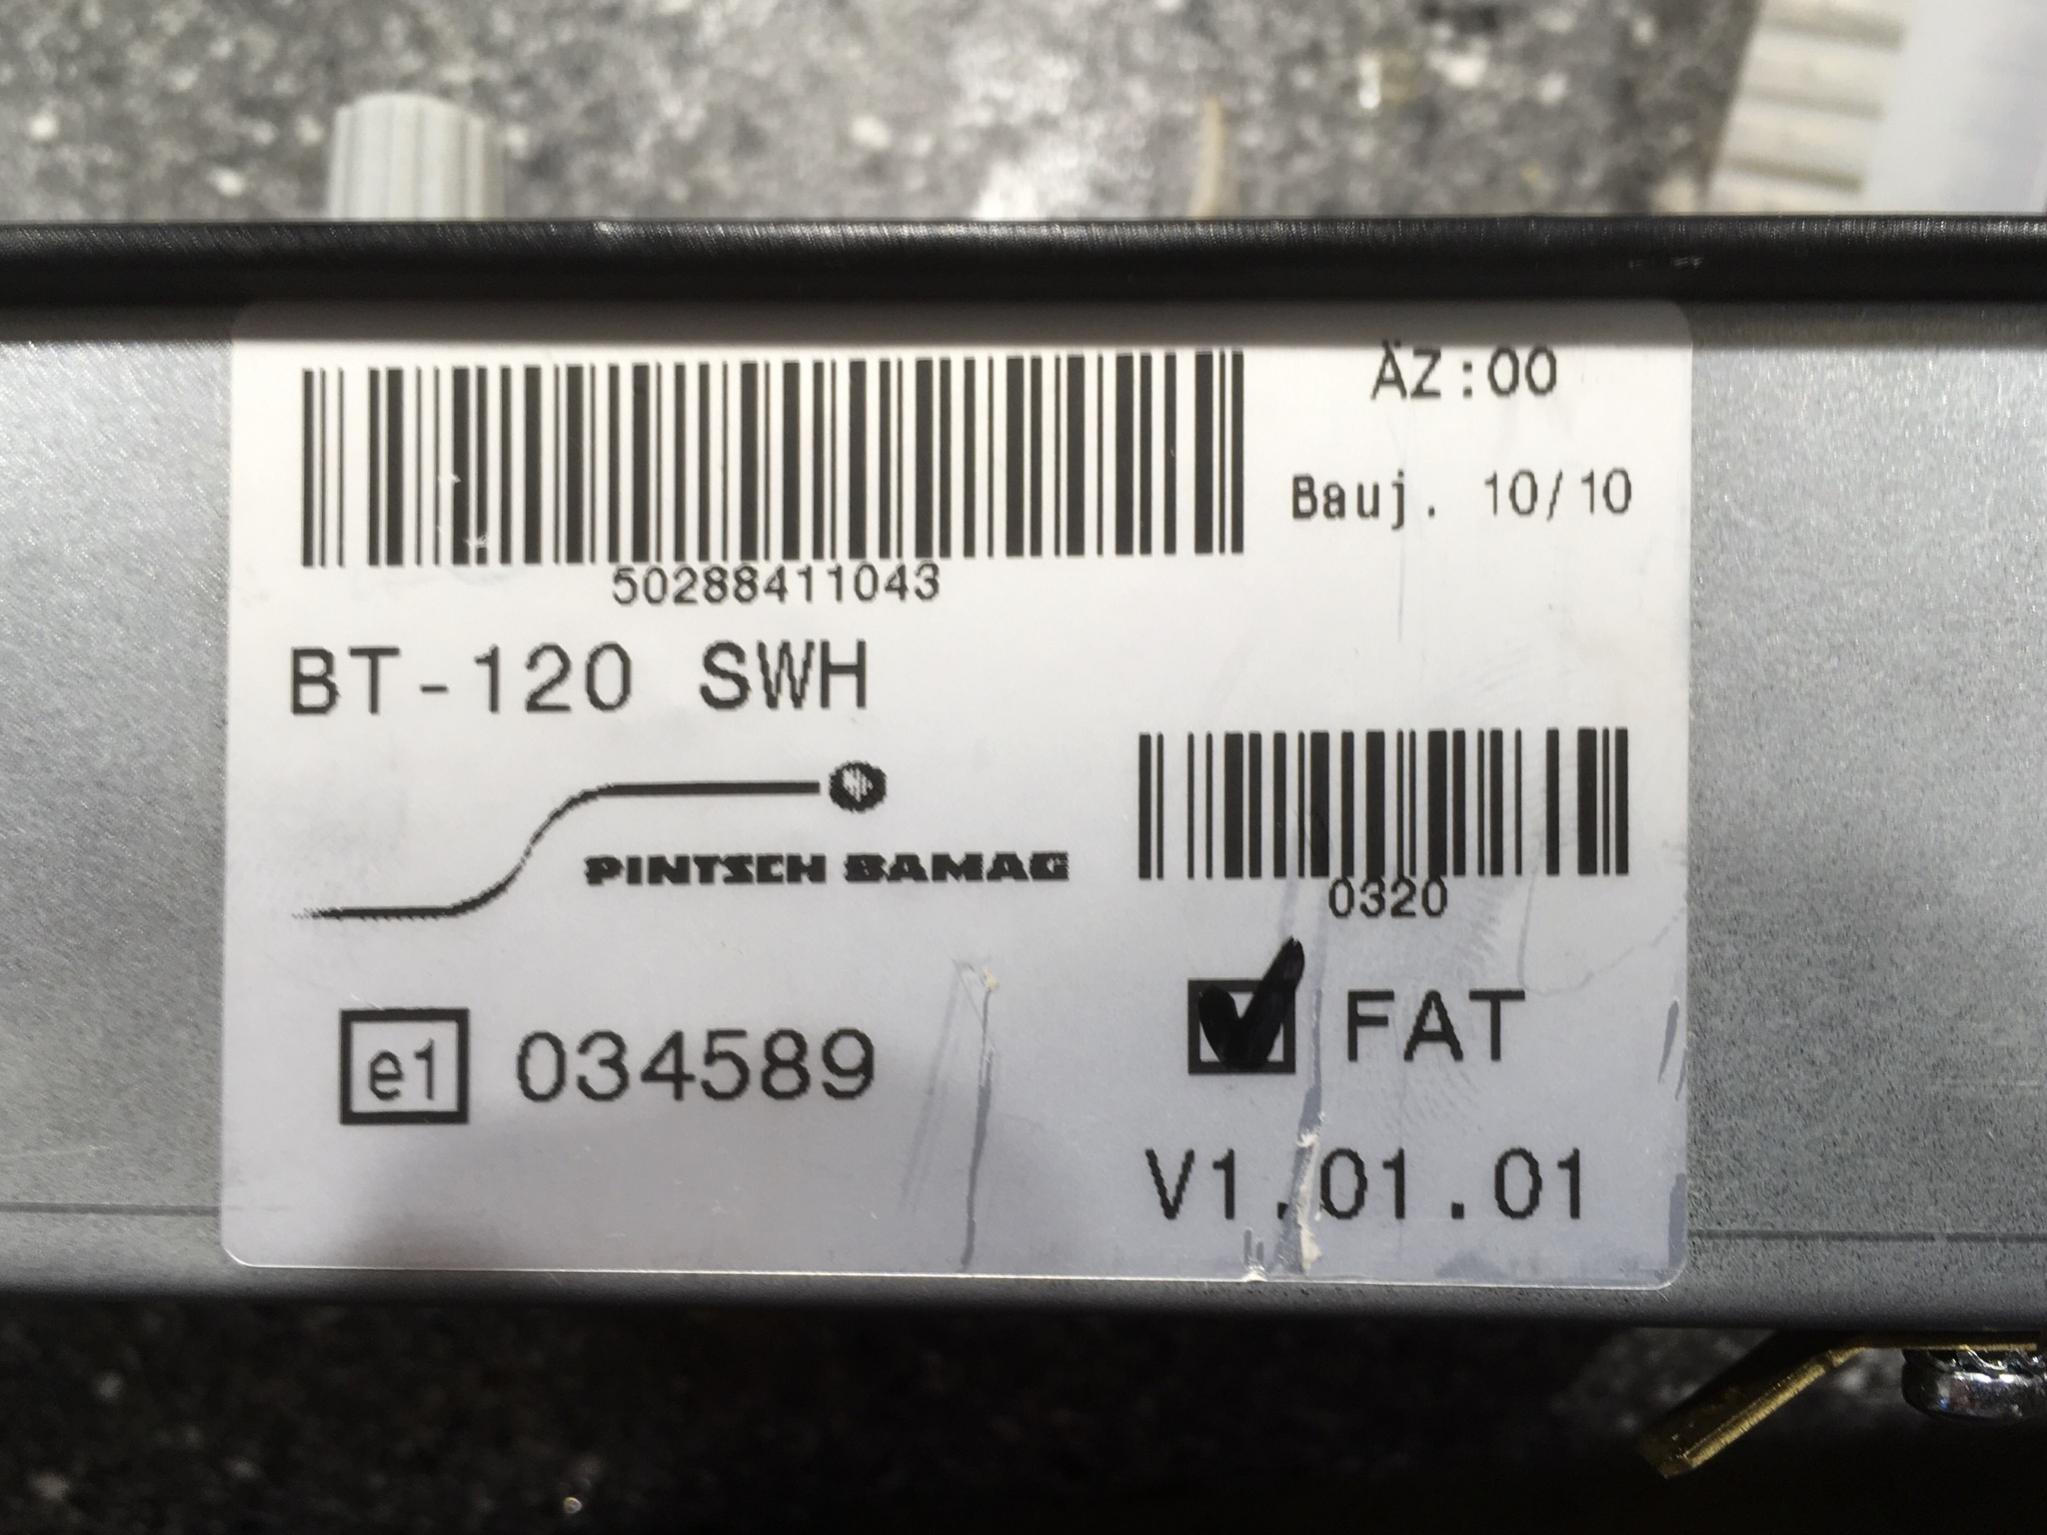 ÄZ:00
Bauj. 10/10
50288411043
BT-120 SWH
PINTSCH BAMAG
0320
e1 034589
FAT
V1.01.01